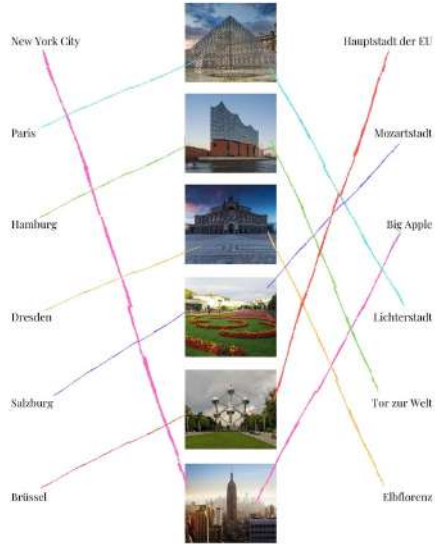 New York City
Hauptstadt der EU
Paris
Mozartstadt
Hamburg
Big Apple
Dresden
Lichterstadt
Salzburg
Tor zur Welt
Brüssel
Elbflorenz